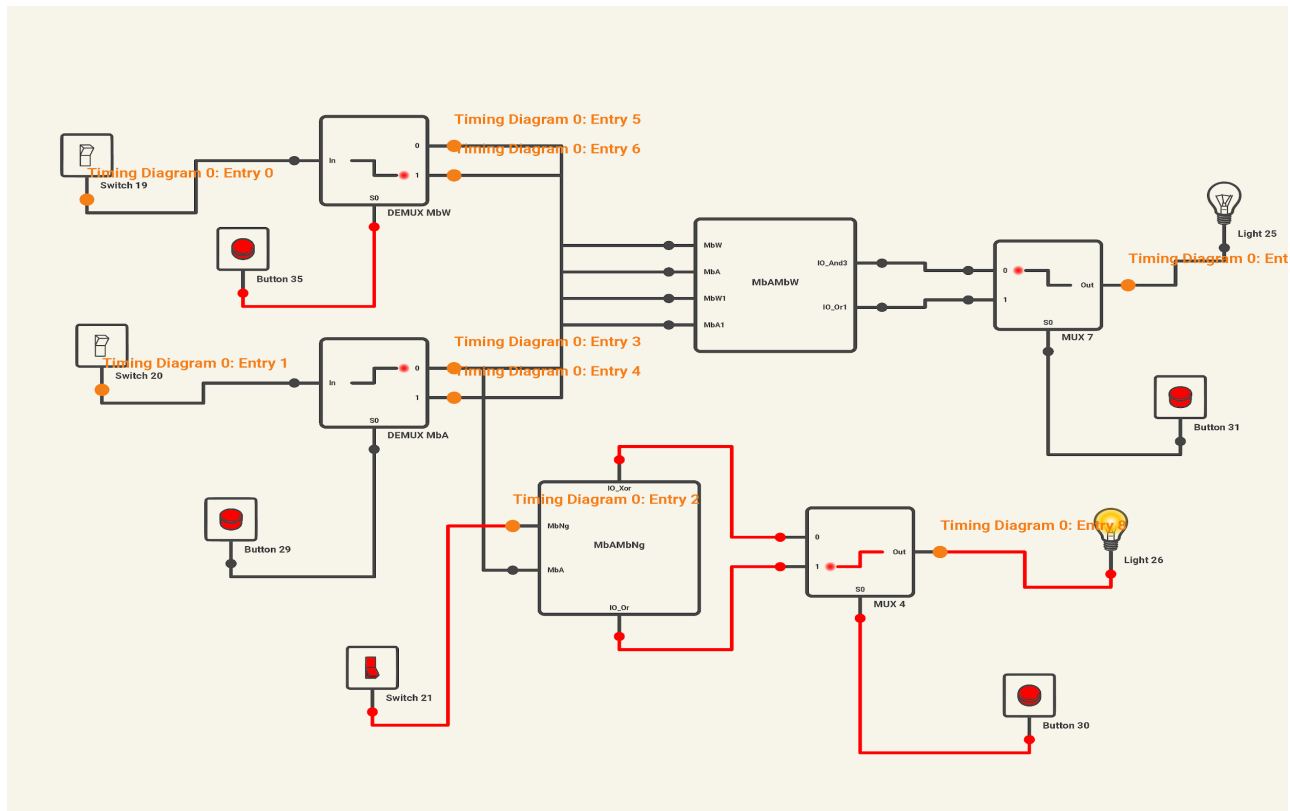 Timing Diagram 0: Entry 5
0
Timing Diagram 0: Entry 6
In
1
Timing Diagram 0: Entry 0
Switch 19
S0
DEMUX MbW
Button 35
Light 25
MbW
MbA
MbW1
MbA1
MbAMbW
IO_And3
IO_Or1
0
1
Out
S0
MUX 7
Timing Diagram 0: Ent
Timing Diagram 0: Entry 3
0
Timing Diagram 0: Entry 4
In
1
Timing Diagram 0: Entry 1
Switch 20
S0
DEMUX MbA
Button 31
Button 29
IO_Xor
Timing Diagram 0: Entry 2
MbNg
MbAMbNg
MbA
IO_Or
0
1
Out
S0
MUX 4
Timing Diagram 0: Entry 8
Light 26
Switch 21
Button 30